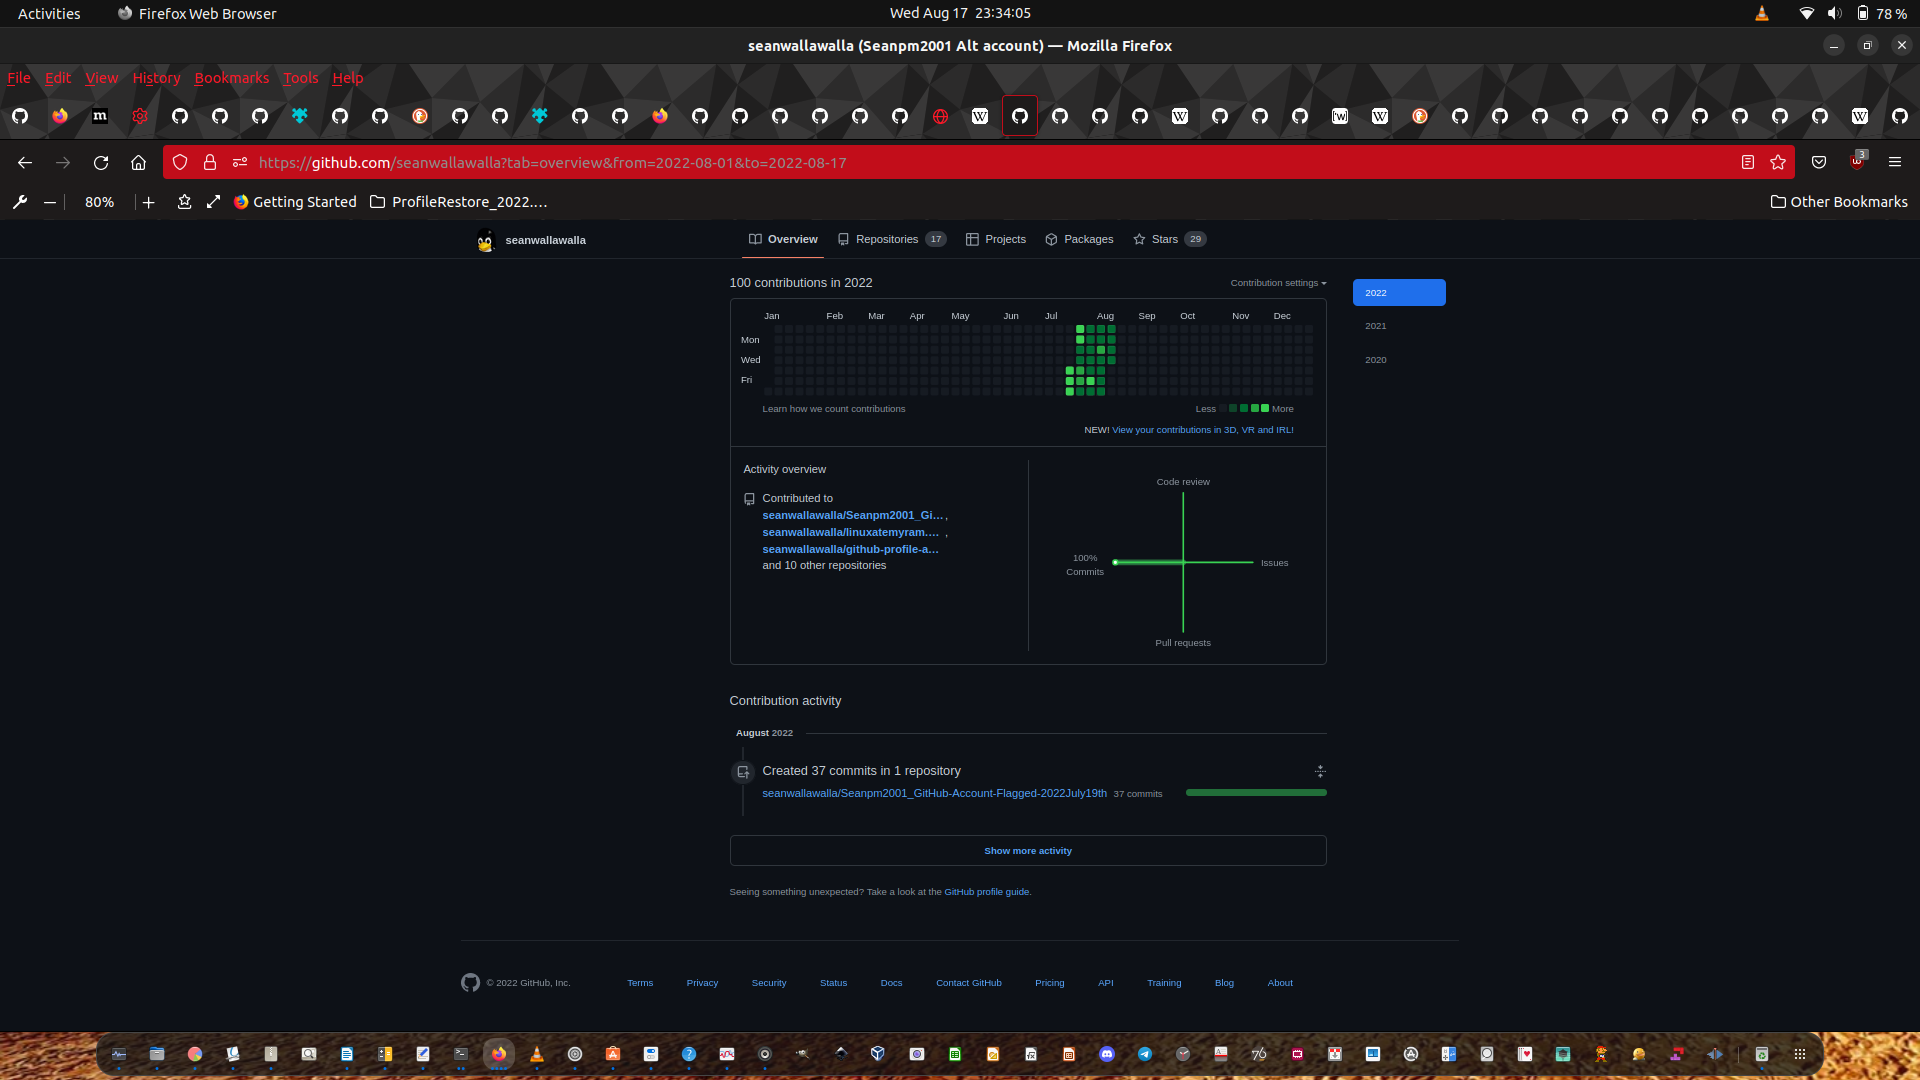 Activities Firefox Web Browser Wed Aug 17 23:34:05 78 %
seanwallawalla (Seanpm2001 Alt account) — Mozilla Firefox
File Edit View History Bookmarks Tools Help
https://github.com/seanwallawalla?tab=overview&from=2022-08-01&to=2022-08-17 3
80% Getting Started ProfileRestore_2022.… Other Bookmarks
seanwallawalla Overview Repositories 17 Projects Packages Stars 29
100 contributions in 2022 Contribution settings
2022
2021
2020
Jan Feb Mar Apr May Jun Jul Aug Sep Oct Nov Dec
Mon
Wed
Fri
Learn how we count contributions Less More
NEW! View your contributions in 3D, VR and IRL!
Activity overview
Contributed to
seanwallawalla/Seanpm2001_Gi… ,
seanwallawalla/linuxatemyram.… ,
seanwallawalla/github-profile-a…
and 10 other repositories
Code review
100%
Commits
Issues
Pull requests
Contribution activity
August 2022
Created 37 commits in 1 repository
seanwallawalla/Seanpm2001_GitHub-Account-Flagged-2022July19th 37 commits
Show more activity
Seeing something unexpected? Take a look at the GitHub profile guide.
© 2022 GitHub, Inc. Terms Privacy Security Status Docs Contact GitHub Pricing API Training Blog About